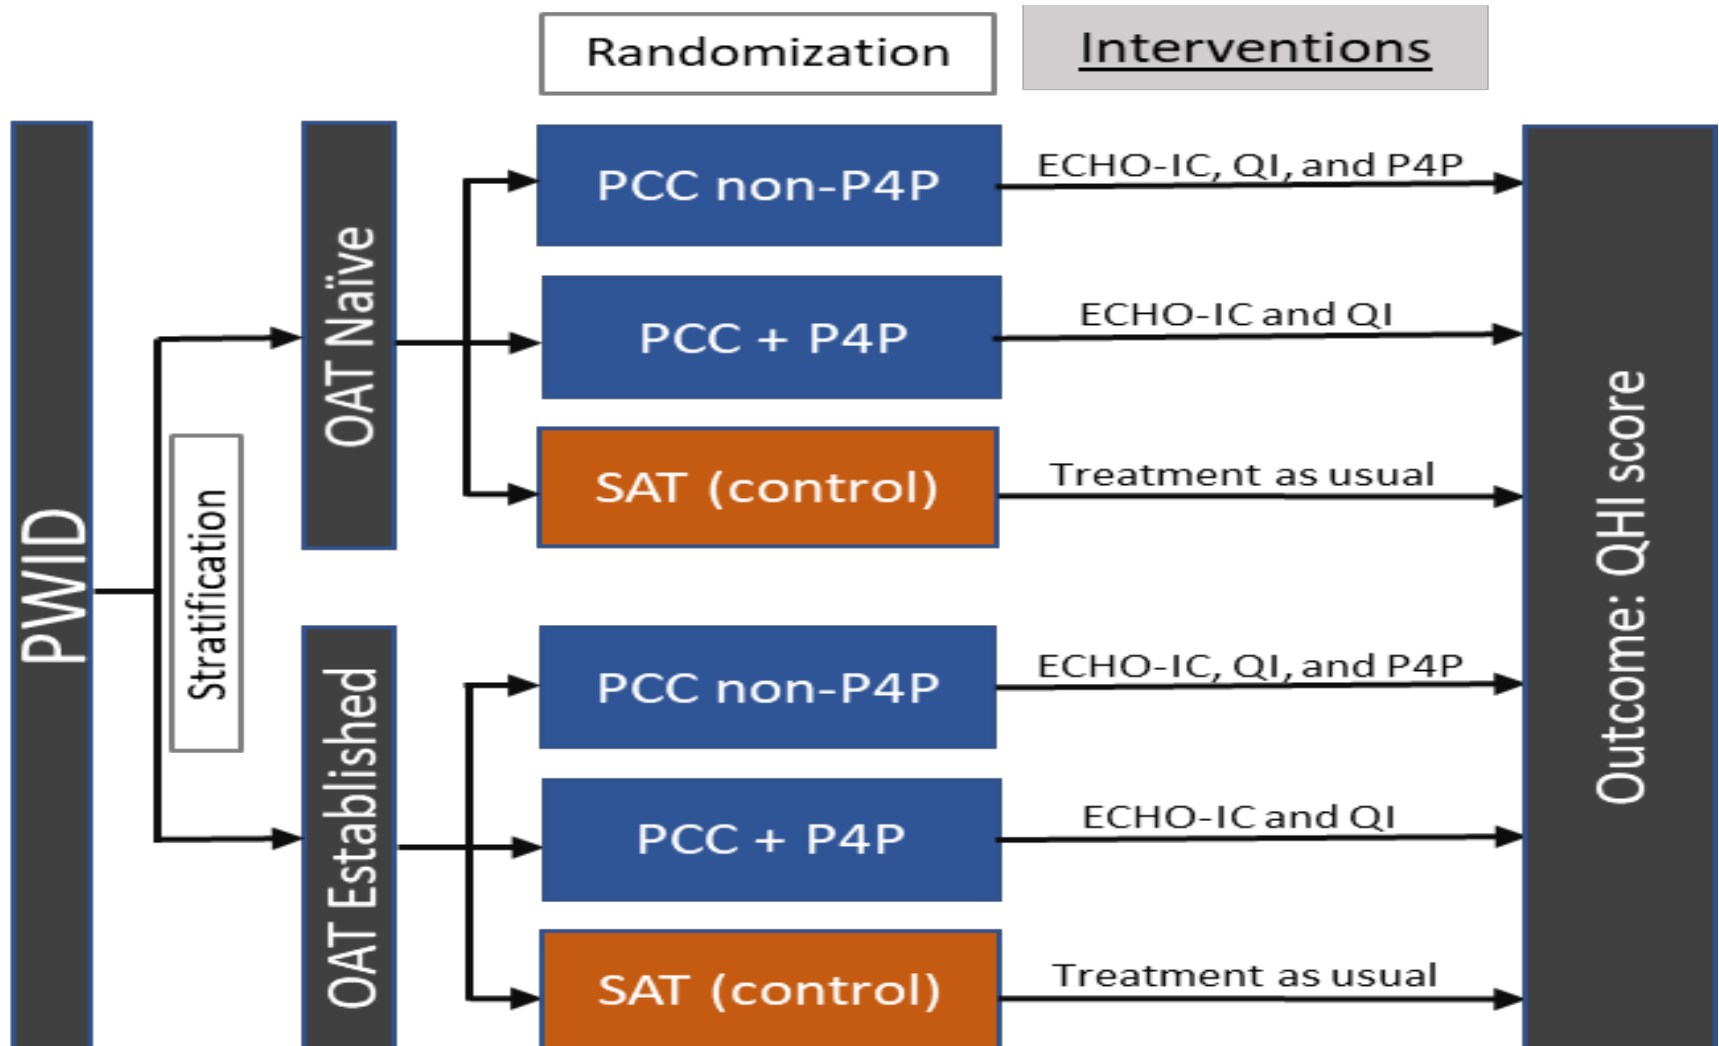 Randomization
Interventions
PWID
Stratification
OAT Naïve
PCC non-P4P
ECHO-IC, QI, and P4P
PCC + P4P
ECHO-IC and QI
SAT (control)
Treatment as usual
OAT Established
PCC non-P4P
ECHO-IC, QI, and P4P
PCC + P4P
ECHO-IC and QI
SAT (control)
Treatment as usual
Outcome: QHI score